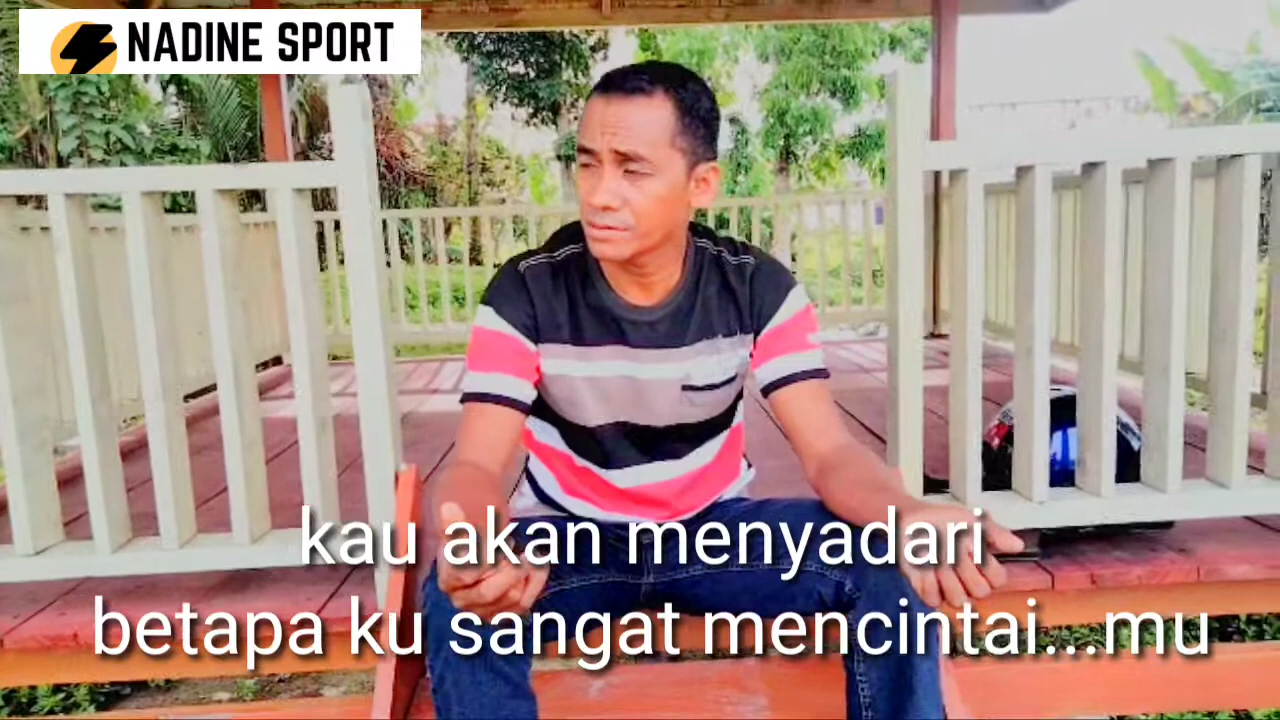 NADINE SPORT
kau akan menyadari
betapa ku sangat mencintai...mu